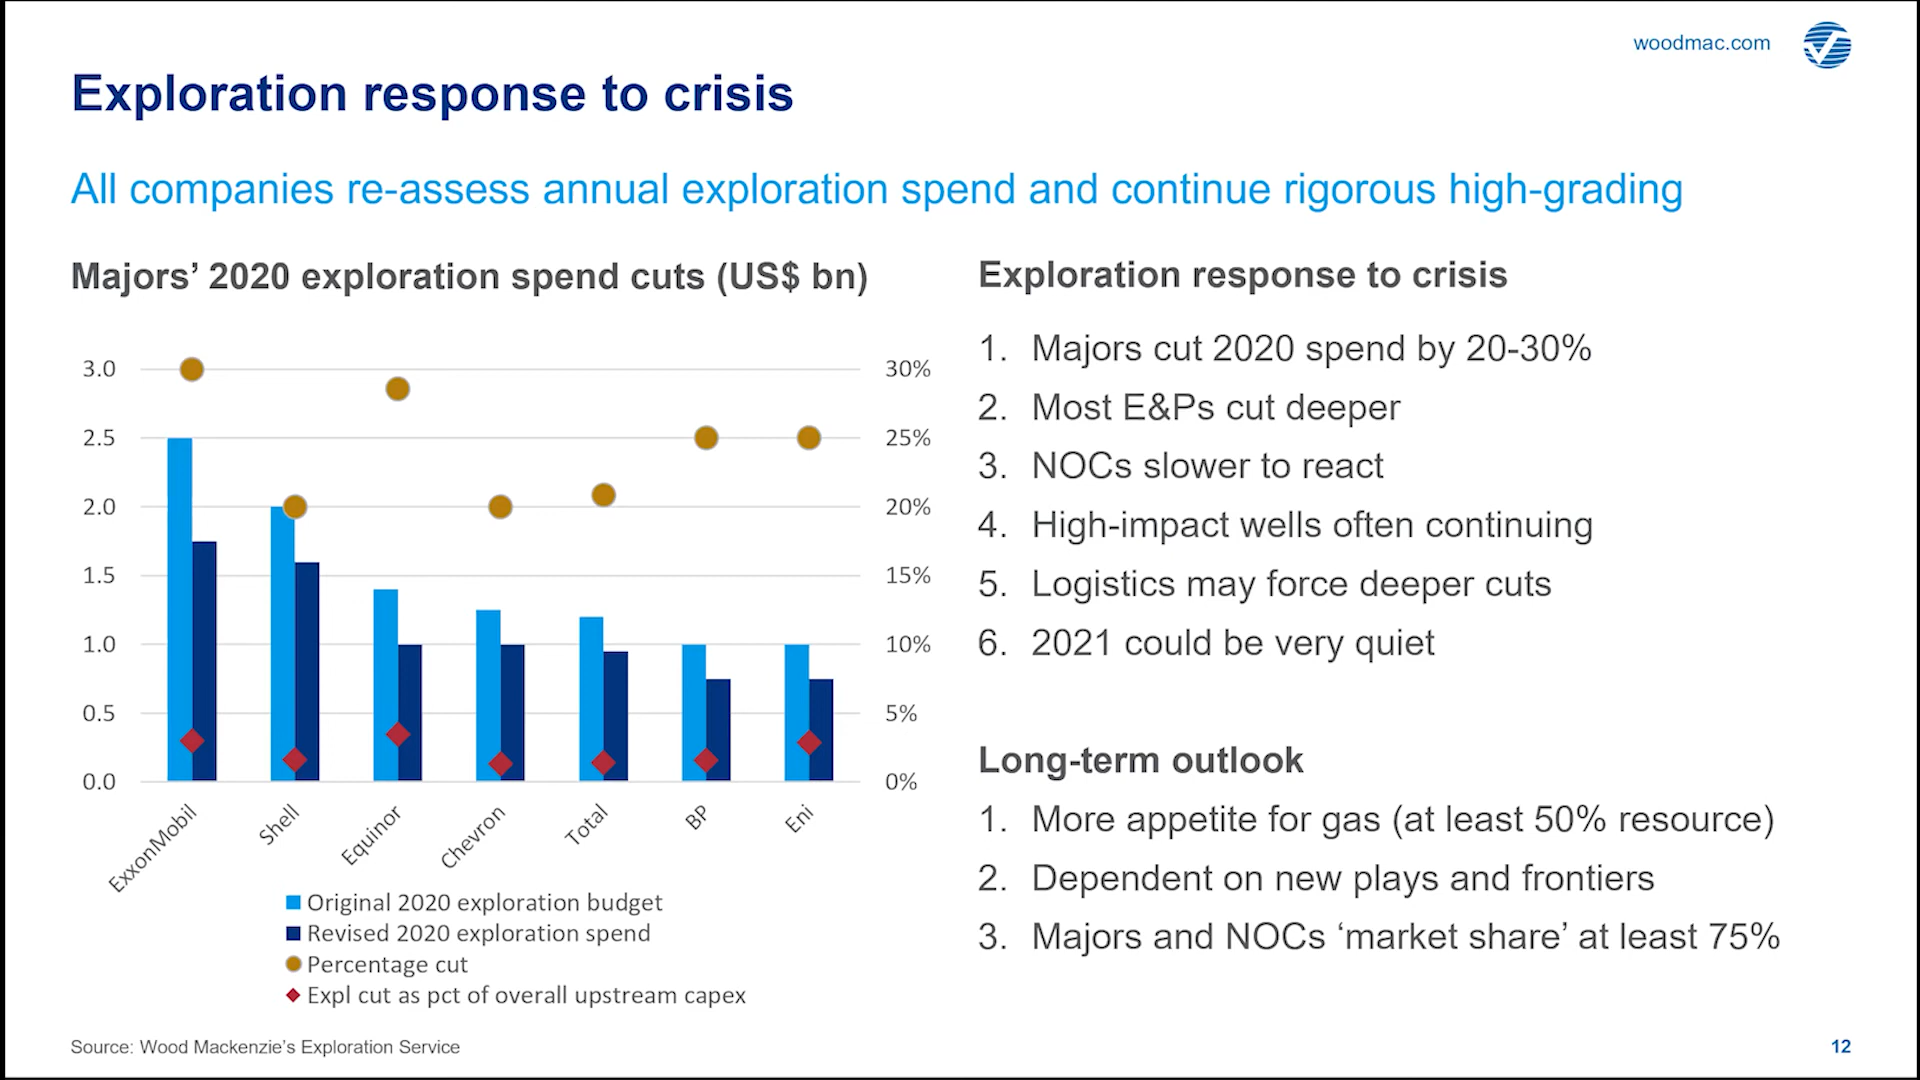 woodmac.com
Exploration response to crisis
All companies re-assess annual exploration spend and continue rigorous high-grading
Majors’ 2020 exploration spend cuts (US$ bn)
3.0
2.5
2.0
1.5
1.0
0.5
0.0
30%
25%
20%
15%
10%
5%
0%
ExxonMobil
Shell
Equinor
Chevron
Total
BP
Eni
Original 2020 exploration budget
Revised 2020 exploration spend
Percentage cut
Expl cut as pct of overall upstream capex
Exploration response to crisis
1. Majors cut 2020 spend by 20-30%
2. Most E&Ps cut deeper
3. NOCs slower to react
4. High-impact wells often continuing
5. Logistics may force deeper cuts
6. 2021 could be very quiet
Long-term outlook
1. More appetite for gas (at least 50% resource)
2. Dependent on new plays and frontiers
3. Majors and NOCs ‘market share’ at least 75%
Source: Wood Mackenzie’s Exploration Service
12